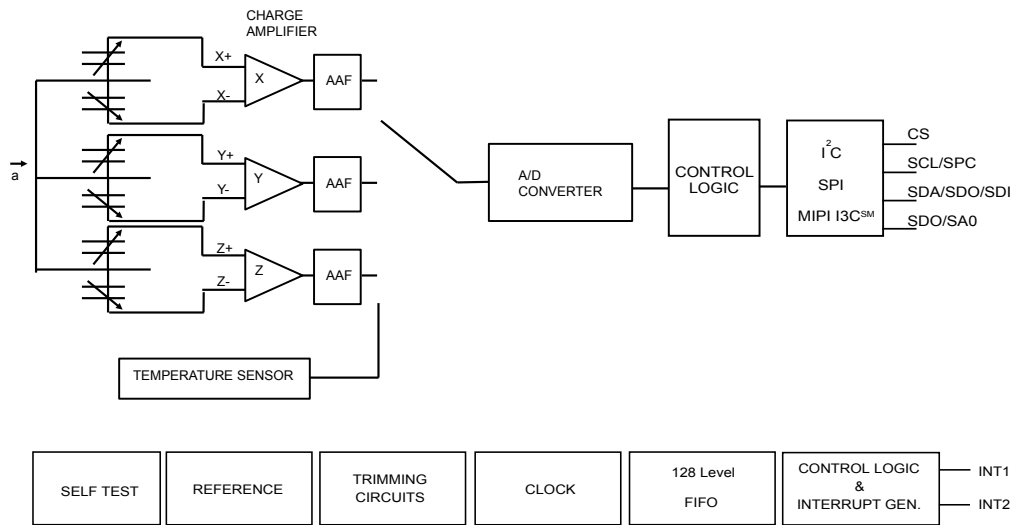 CHARGE
AMPLIFIER
X+
X
AAF
X-
a
Y+
Y
AAF
Y-
Z+
Z
AAF
Z-
TEMPERATURE SENSOR
A/D
CONVERTER
CONTROL
LOGIC
I²C
SPI
MIPI I3C℠
CS
SCL/SPC
SDA/SDO/SDI
SDO/SA0
SELF TEST
REFERENCE
TRIMMING
CIRCUITS
CLOCK
128 Level
FIFO
CONTROL LOGIC
&
INTERRUPT GEN.
INT1
INT2